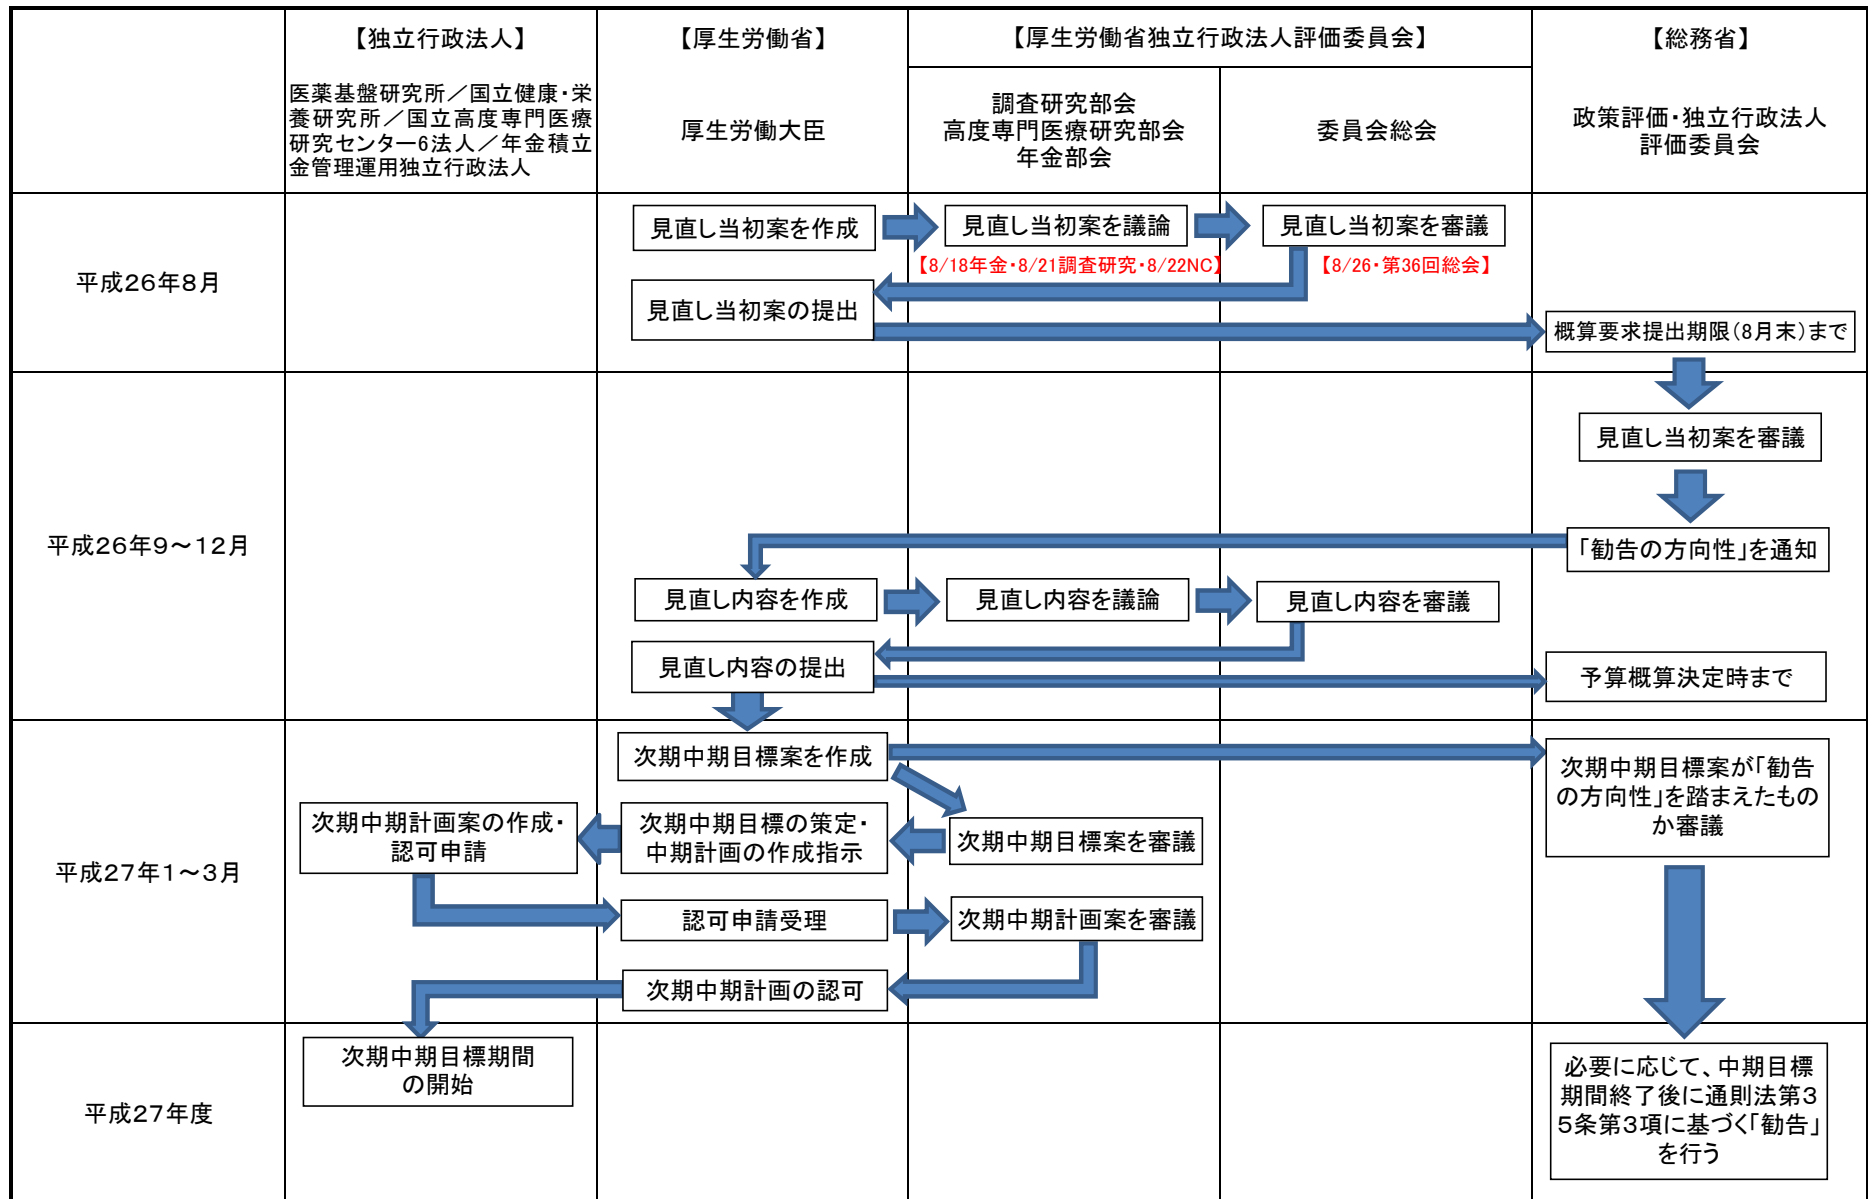 【独立行政法人】
医薬基盤研究所／国立健康・栄
養研究所／国立高度専門医療
研究センター6法人／年金積立
金管理運用独立行政法人
【厚生労働省】
厚生労働大臣
【厚生労働省独立行政法人評価委員会】
調査研究部会
高度専門医療研究部会
年金部会
委員会総会
【総務省】
政策評価・独立行政法人
評価委員会
平成26年8月
見直し当初案を作成
見直し当初案を議論
見直し当初案を審議
【8/18年金・8/21調査研究・8/22NC】
【8/26・第36回総会】
見直し当初案の提出
概算要求提出期限(8月末)まで
平成26年9～12月
見直し当初案を審議
「勧告の方向性」を通知
見直し内容を作成
見直し内容を議論
見直し内容を審議
見直し内容の提出
予算概算決定時まで
平成27年1～3月
次期中期目標案を作成
次期中期目標案が「勧告
の方向性」を踏まえたもの
か審議
次期中期計画案の作成・
認可申請
次期中期目標の策定・
中期計画の作成指示
次期中期目標案を審議
認可申請受理
次期中期計画案を審議
次期中期計画の認可
平成27年度
次期中期目標期間
の開始
必要に応じて、中期目標
期間終了後に通則法第3
5条第3項に基づく「勧告」
を行う